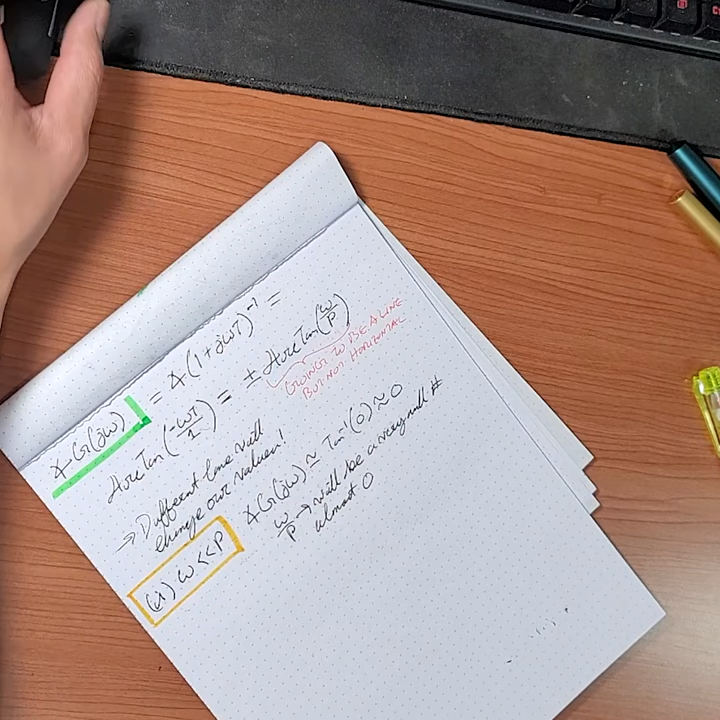 ∡G(jω) = ∡(1+jωT)⁻¹ =
ArcTan(-ωT/1) = ± ArcTan(ω/P)
GOING TO BE A LINE
BUT NOT HORIZONTAL
→ Different line will
change our values!
(i) ω<<P ∡G(jω) ≃ Tan⁻¹(0) ≈ 0
ω/P → will be a very small #
almost 0